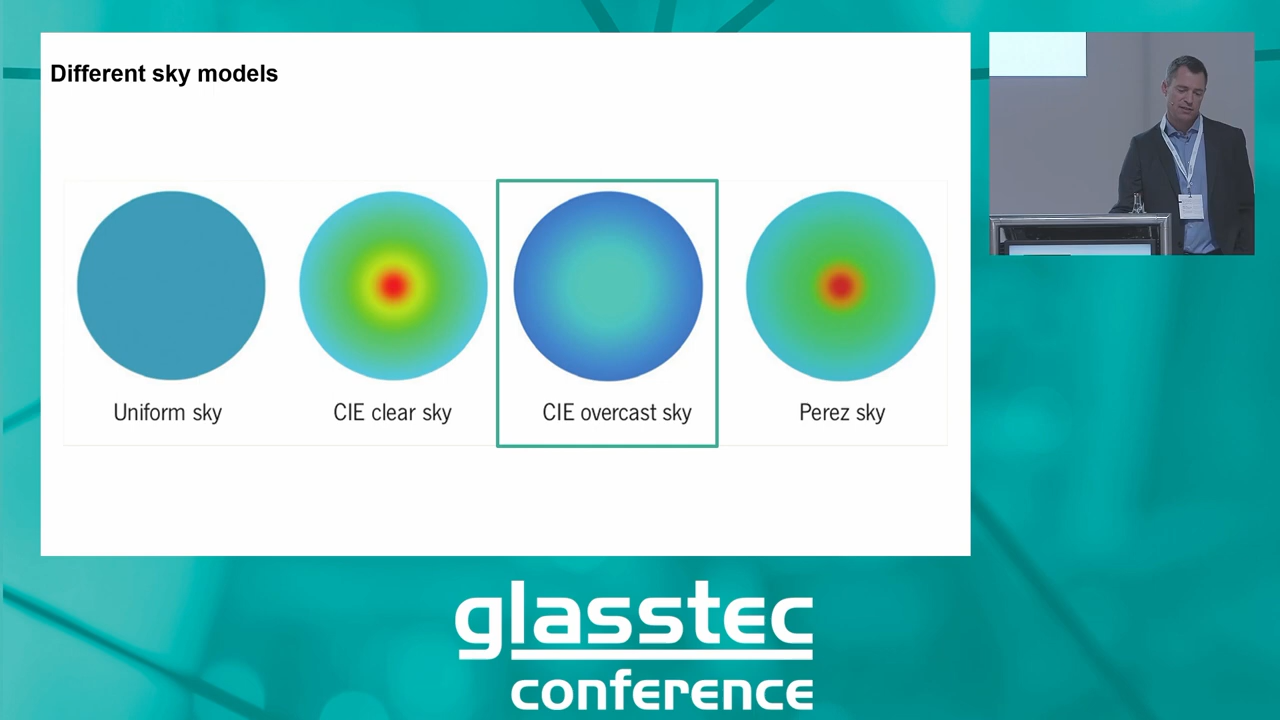 Different sky models
Uniform sky
CIE clear sky
CIE overcast sky
Perez sky
glasstec
conference